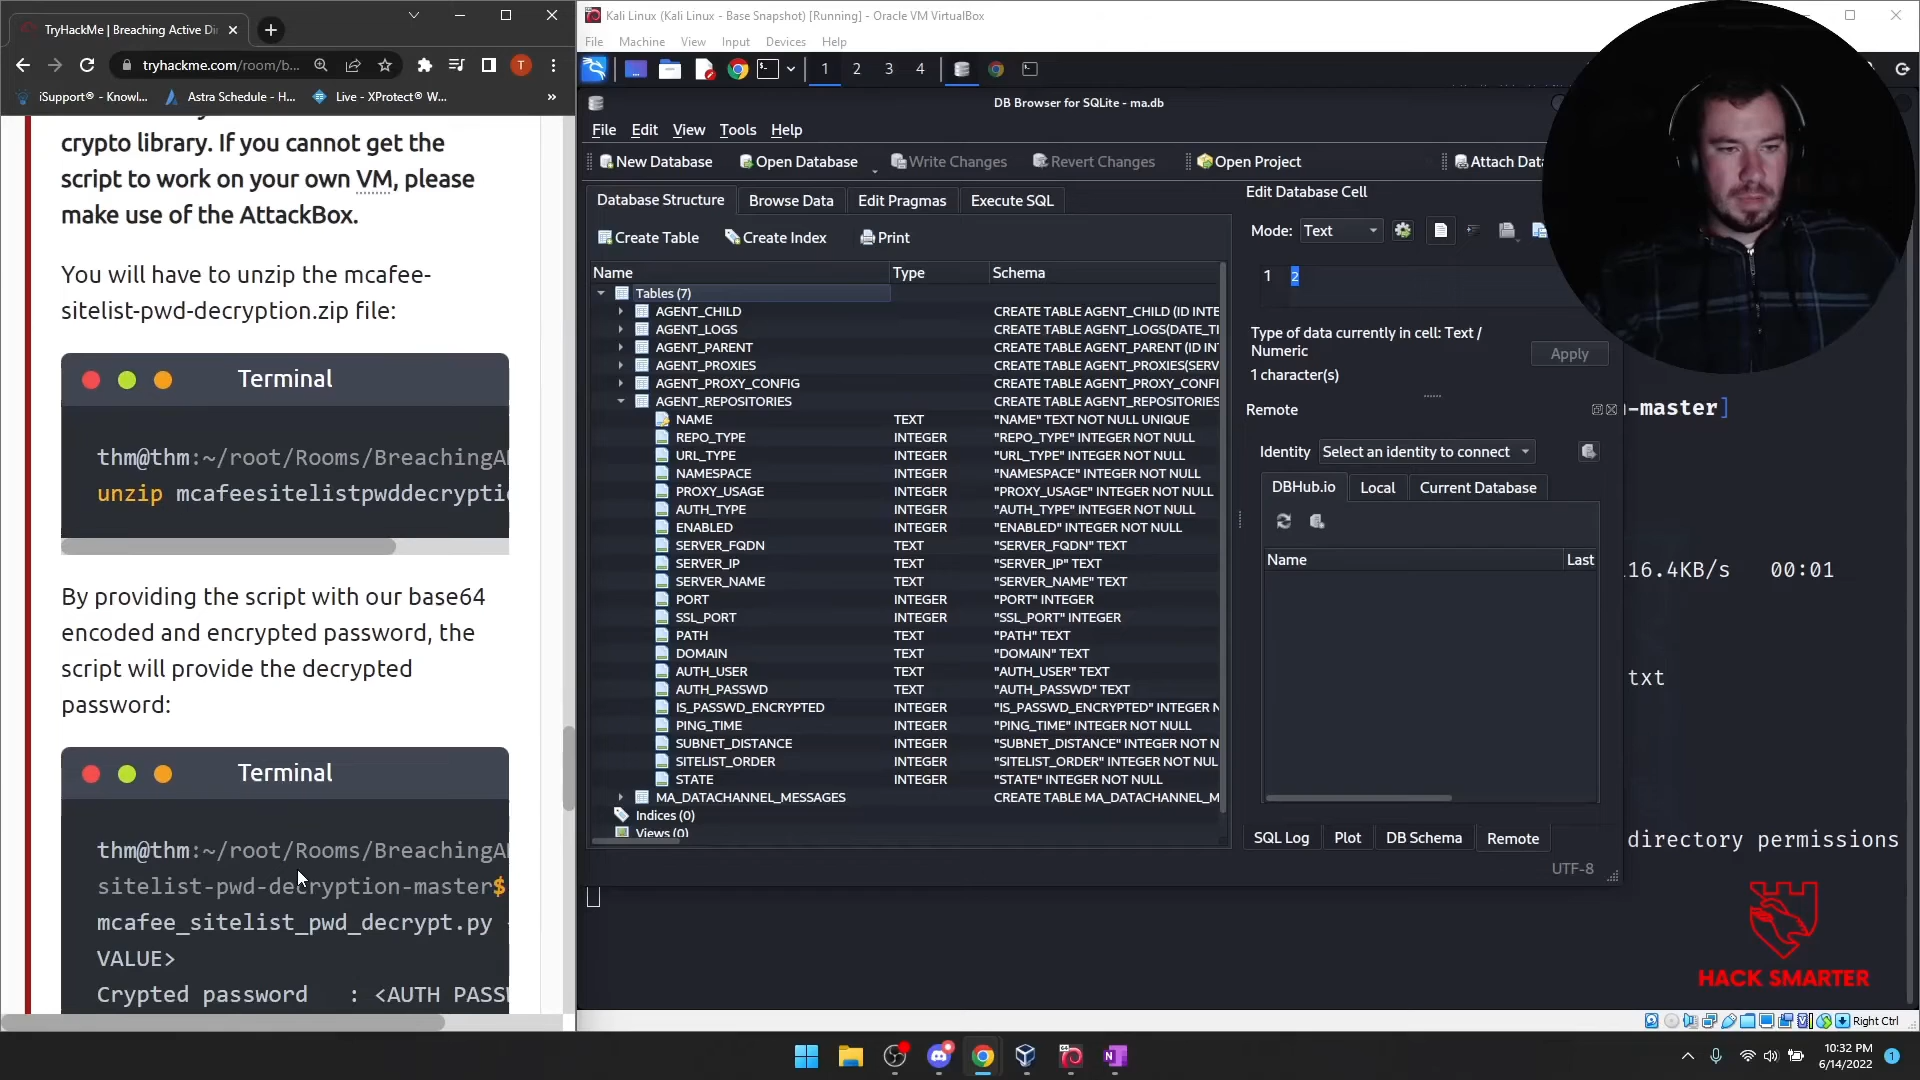 TryHackMe | Breaching Active Dir
tryhackme.com/room/b...
T
iSupport® - Knowl...
Astra Schedule - H...
Live - XProtect® W...
»
crypto library. If you cannot get the
script to work on your own VM, please
make use of the AttackBox.
You will have to unzip the mcafee-
sitelist-pwd-decryption.zip file:
Terminal
thm@thm:~/root/Rooms/BreachingA
unzip mcafeesitelistpwddecryptic
By providing the script with our base64
encoded and encrypted password, the
script will provide the decrypted
password:
Terminal
thm@thm:~/root/Rooms/BreachingA
sitelist-pwd-decryption-master$
mcafee_sitelist_pwd_decrypt.py
VALUE>
Crypted password   : <AUTH PASS
Kali Linux (Kali Linux - Base Snapshot) [Running] - Oracle VM VirtualBox
File Machine View Input Devices Help
1 2 3 4
DB Browser for SQLite - ma.db
File Edit View Tools Help
New Database Open Database Write Changes Revert Changes Open Project Attach Data
Database Structure Browse Data Edit Pragmas Execute SQL
Create Table Create Index Print
Name Type Schema
Tables (7)
AGENT_CHILD CREATE TABLE AGENT_CHILD (ID INTE
AGENT_LOGS CREATE TABLE AGENT_LOGS(DATE_TI
AGENT_PARENT CREATE TABLE AGENT_PARENT (ID IN
AGENT_PROXIES CREATE TABLE AGENT_PROXIES(SERV
AGENT_PROXY_CONFIG CREATE TABLE AGENT_PROXY_CONFI
AGENT_REPOSITORIES CREATE TABLE AGENT_REPOSITORIES
NAME TEXT "NAME" TEXT NOT NULL UNIQUE
REPO_TYPE INTEGER "REPO_TYPE" INTEGER NOT NULL
URL_TYPE INTEGER "URL_TYPE" INTEGER NOT NULL
NAMESPACE INTEGER "NAMESPACE" INTEGER NOT NULL
PROXY_USAGE INTEGER "PROXY_USAGE" INTEGER NOT NULL
AUTH_TYPE INTEGER "AUTH_TYPE" INTEGER NOT NULL
ENABLED INTEGER "ENABLED" INTEGER NOT NULL
SERVER_FQDN TEXT "SERVER_FQDN" TEXT
SERVER_IP TEXT "SERVER_IP" TEXT
SERVER_NAME TEXT "SERVER_NAME" TEXT
PORT INTEGER "PORT" INTEGER
SSL_PORT INTEGER "SSL_PORT" INTEGER
PATH TEXT "PATH" TEXT
DOMAIN TEXT "DOMAIN" TEXT
AUTH_USER TEXT "AUTH_USER" TEXT
AUTH_PASSWD TEXT "AUTH_PASSWD" TEXT
IS_PASSWD_ENCRYPTED INTEGER "IS_PASSWD_ENCRYPTED" INTEGER N
PING_TIME INTEGER "PING_TIME" INTEGER NOT NULL
SUBNET_DISTANCE INTEGER "SUBNET_DISTANCE" INTEGER NOT N
SITELIST_ORDER INTEGER "SITELIST_ORDER" INTEGER NOT NUL
STATE INTEGER "STATE" INTEGER NOT NULL
MA_DATACHANNEL_MESSAGES CREATE TABLE MA_DATACHANNEL_M
Indices (0)
Views (0)
Edit Database Cell
Mode: Text
1 2
Type of data currently in cell: Text /
Numeric
1 character(s)
Apply
Remote
Identity Select an identity to connect
DBHub.io Local Current Database
Name Last
SQL Log Plot DB Schema Remote
UTF-8
-master]
16.4KB/s   00:01
txt
directory permissions
HACK SMARTER
Right Ctrl
10:32 PM
6/14/2022
1